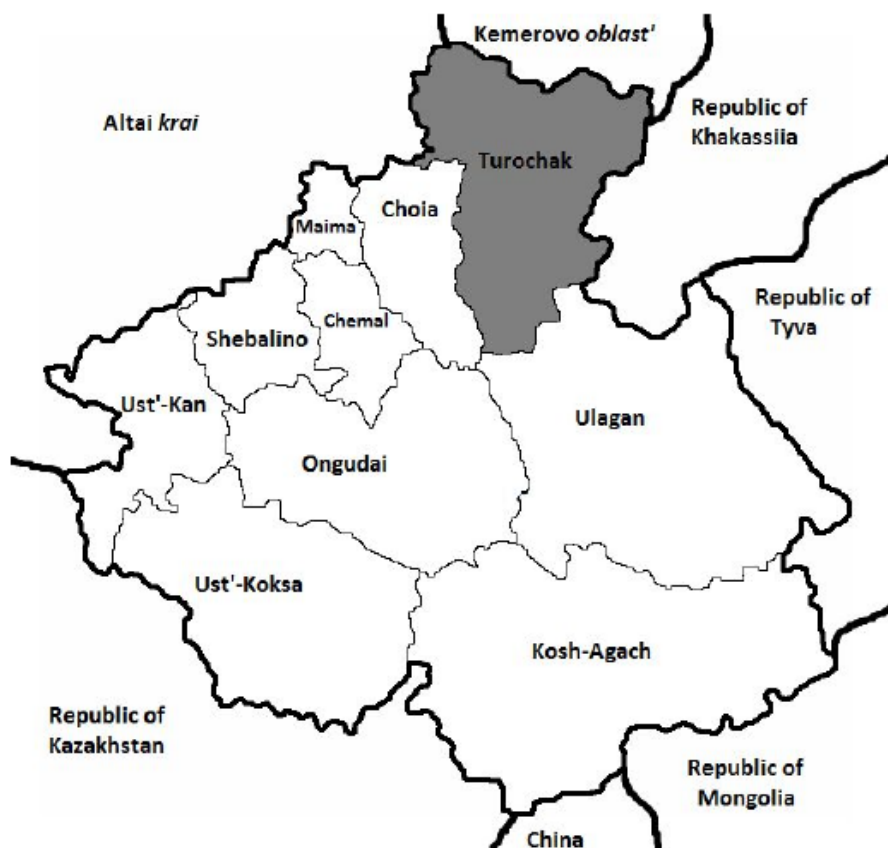 Kemerovo oblast'
Republic of
Khakassiia
Altai krai
Turochak
Choia
Maima
Republic of
Tyva
Chemal
Shebalino
Ust'-Kan
Ulagan
Ongudai
Ust'-Koksa
Kosh-Agach
Republic of
Kazakhstan
Republic of
Mongolia
China